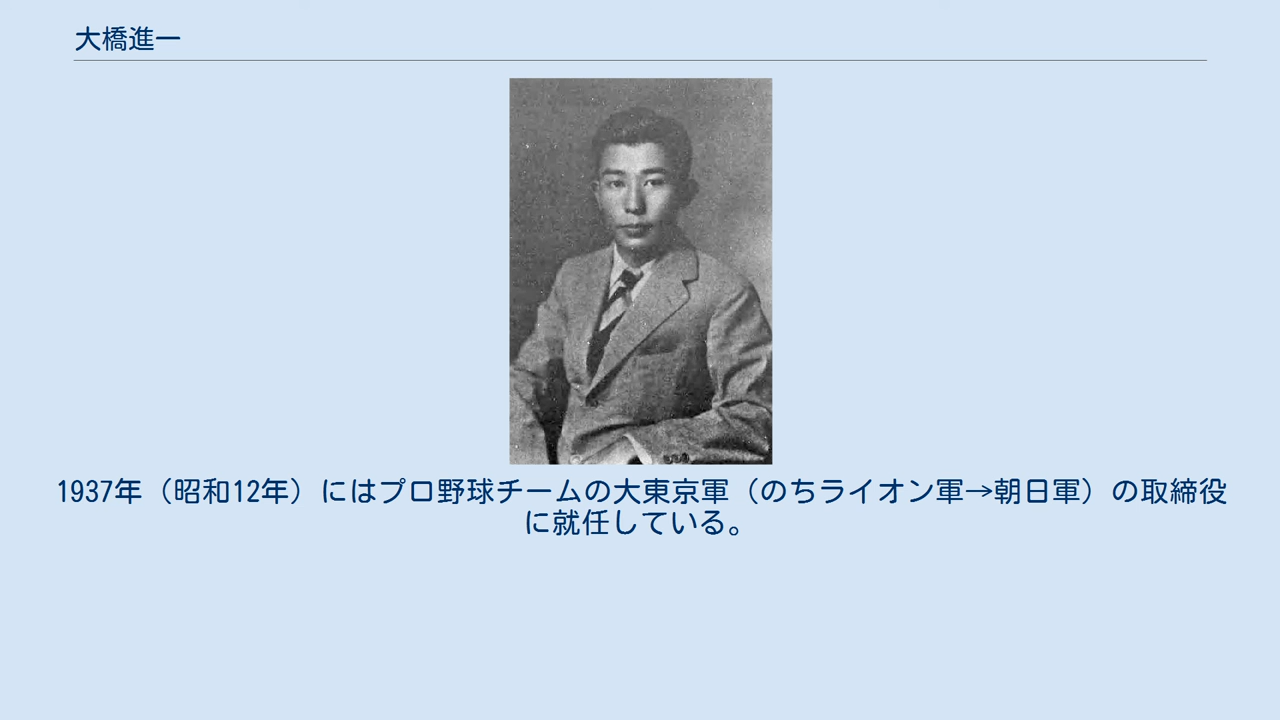 大橋進一
1937年（昭和12年）にはプロ野球チームの大東京軍（のちライオン軍→朝日軍）の取締役
に就任している。